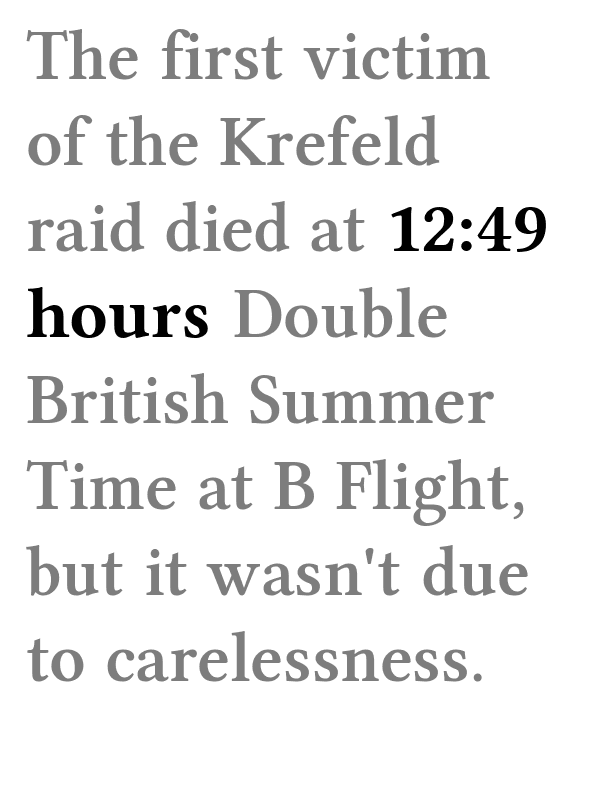 The first victim
of the Krefeld
raid died at 12:49
hours Double
British Summer
Time at B Flight,
but it wasn't due
to carelessness.